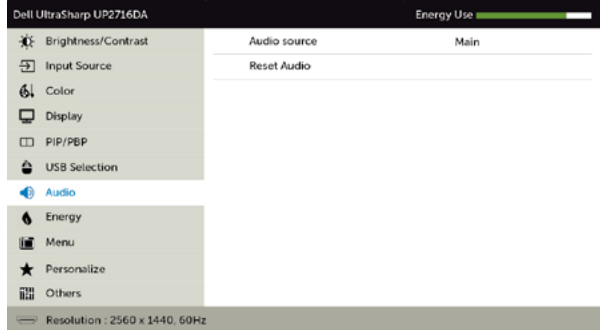 Dell UltraSharp UP2716DA Energy Use
Brightness/Contrast Audio source Main
Input Source Reset Audio
Color
Display
PIP/PBP
USB Selection
Audio
Energy
Menu
Personalize
Others
Resolution : 2560 x 1440, 60Hz